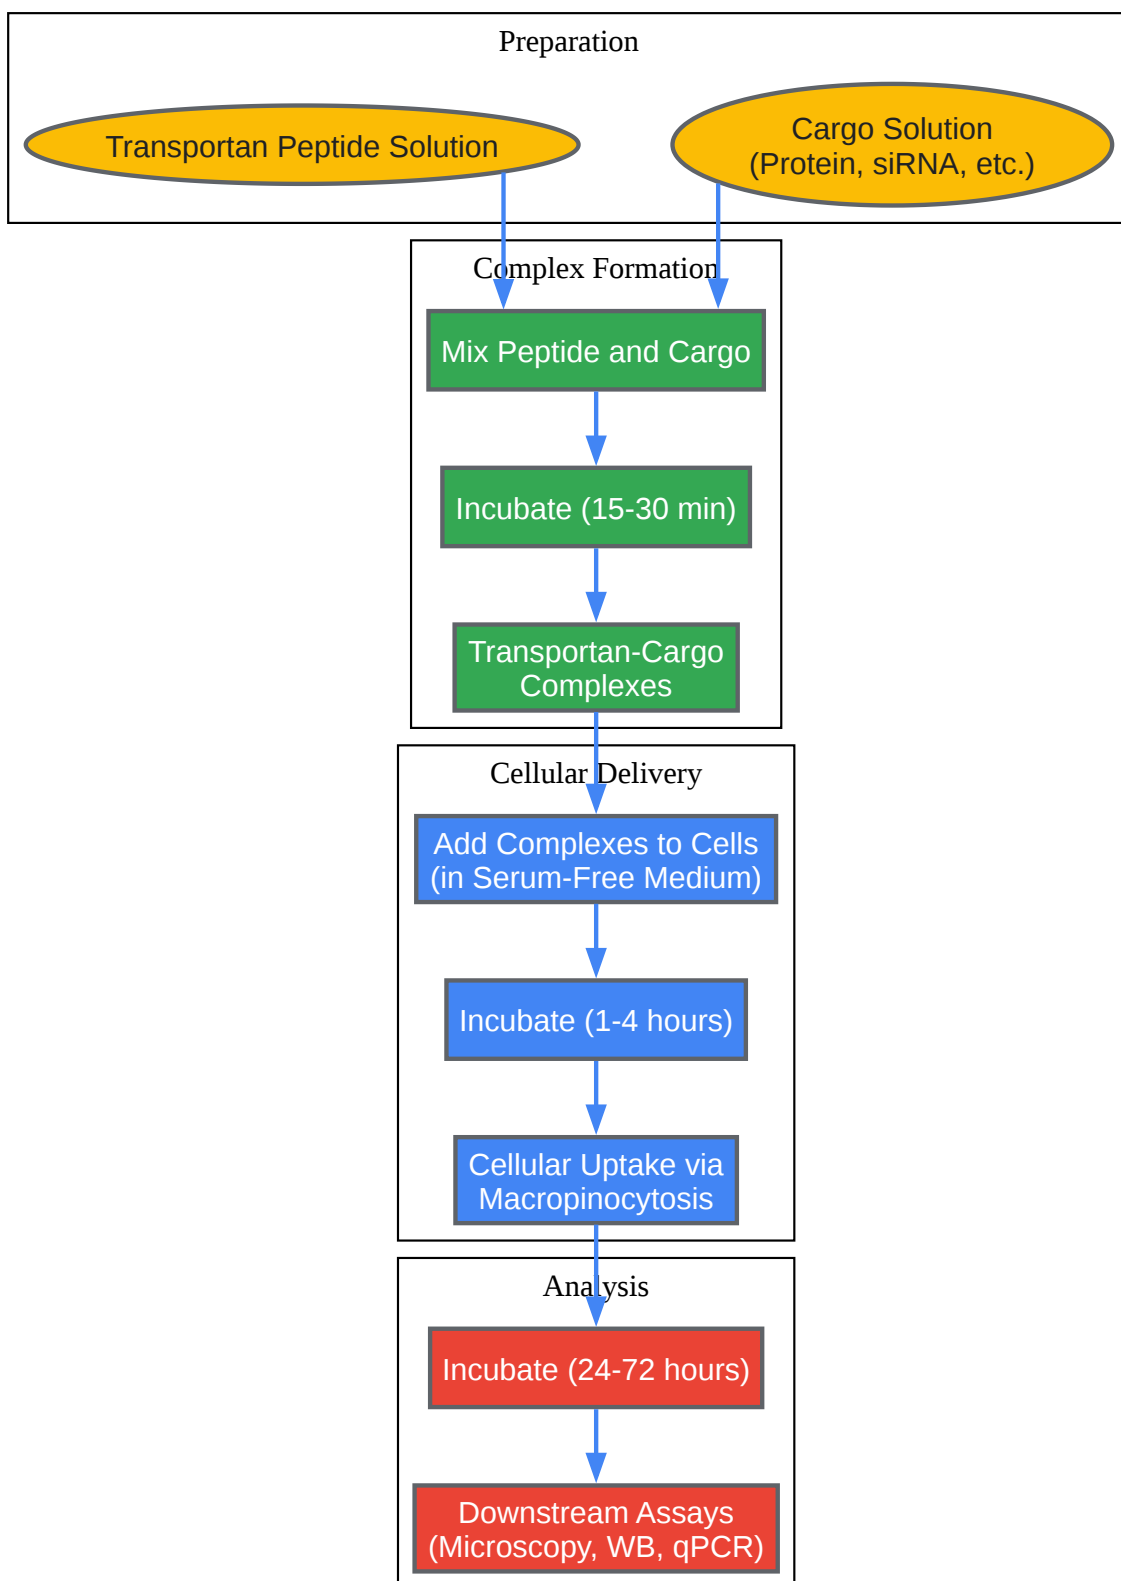 Preparation
Transportan Peptide Solution
Cargo Solution
(Protein, siRNA, etc.)
Complex Formation
Mix Peptide and Cargo
Incubate (15-30 min)
Transportan-Cargo
Complexes
Cellular Delivery
Add Complexes to Cells
(in Serum-Free Medium)
Incubate (1-4 hours)
Cellular Uptake via
Macropinocytosis
Analysis
Incubate (24-72 hours)
Downstream Assays
(Microscopy, WB, qPCR)